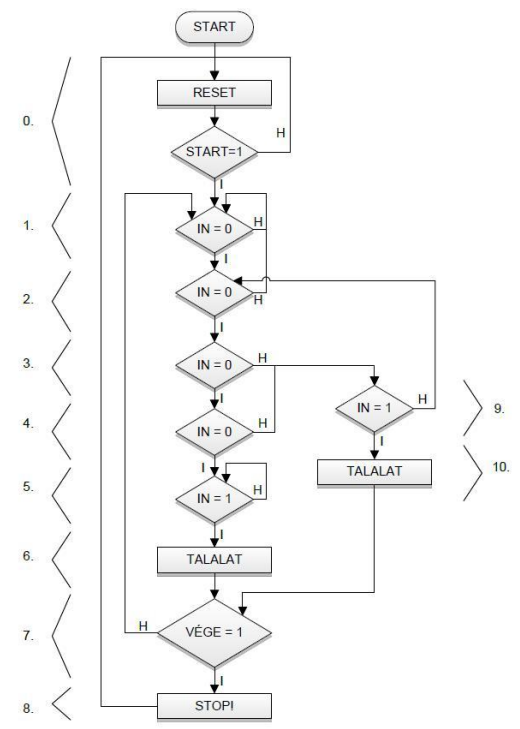 START
RESET
0.
H
START=1
I
1.
IN = 0
H
I
2.
IN = 0
H
I
3.
IN = 0
H
I
4.
IN = 0
H
I
IN = 1
H
9.
I
5.
IN = 1
H
I
TALALAT
10.
6.
TALALAT
7.
H
VÉGE = 1
I
8.
STOP!